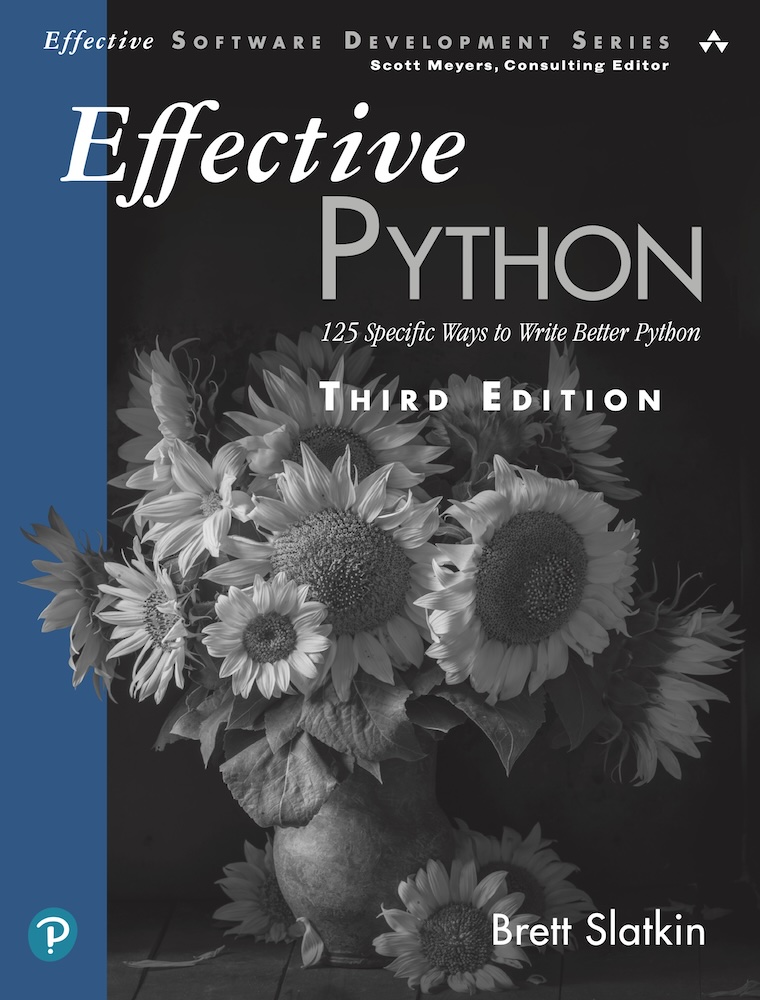 Effective SOFTWARE DEVELOPMENT SERIES
Scott Meyers, Consulting Editor
Effective
PYTHON
125 Specific Ways to Write Better Python
THIRD EDITION
Brett Slatkin
P